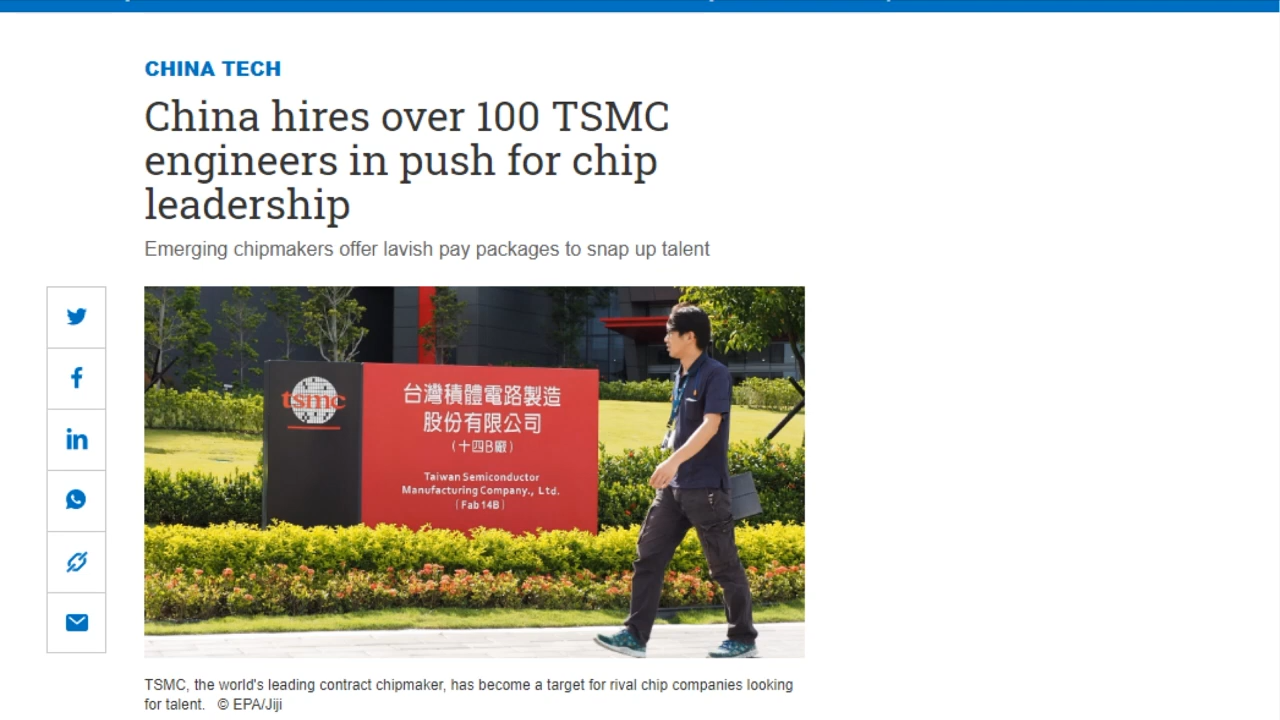 CHINA TECH
China hires over 100 TSMC
engineers in push for chip
leadership
Emerging chipmakers offer lavish pay packages to snap up talent
tsmc
台灣積體電路製造
股份有限公司
(十四B廠)
Taiwan Semiconductor
Manufacturing Company., Ltd.
(Fab 14B)
TSMC, the world's leading contract chipmaker, has become a target for rival chip companies looking
for talent. © EPA/Jiji